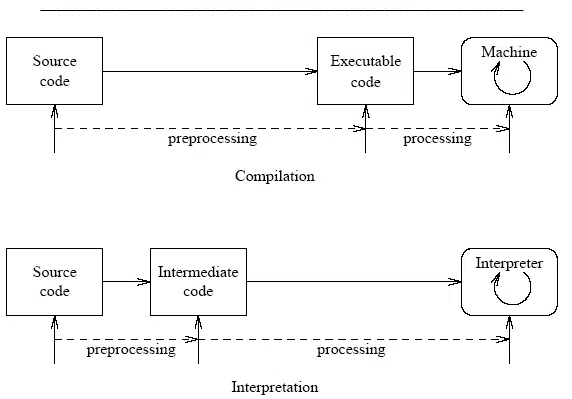 Source
code
Executable
code
Machine
preprocessing
processing
Compilation
Source
code
Intermediate
code
Interpreter
preprocessing
processing
Interpretation